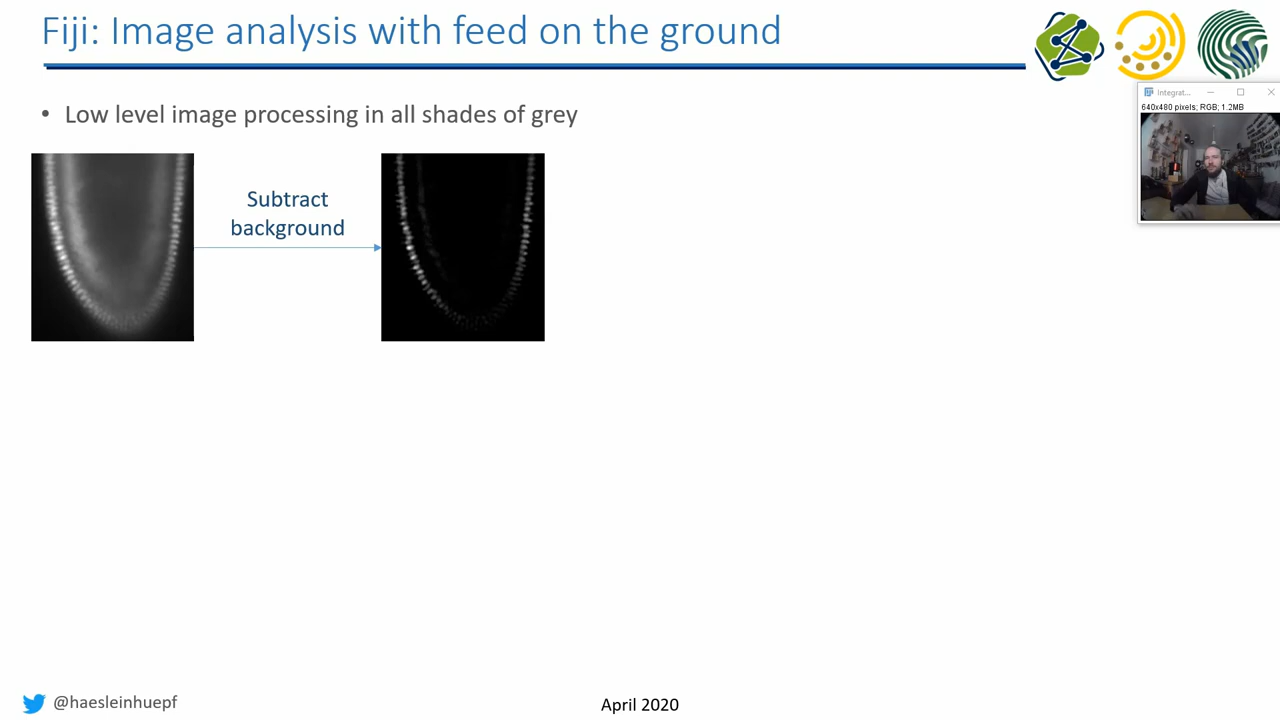 Fiji: Image analysis with feed on the ground
integrat...
640x480 pixels; RGB; 1.2MB
• Low level image processing in all shades of grey
Subtract
background
@haesleinhuepf
April 2020